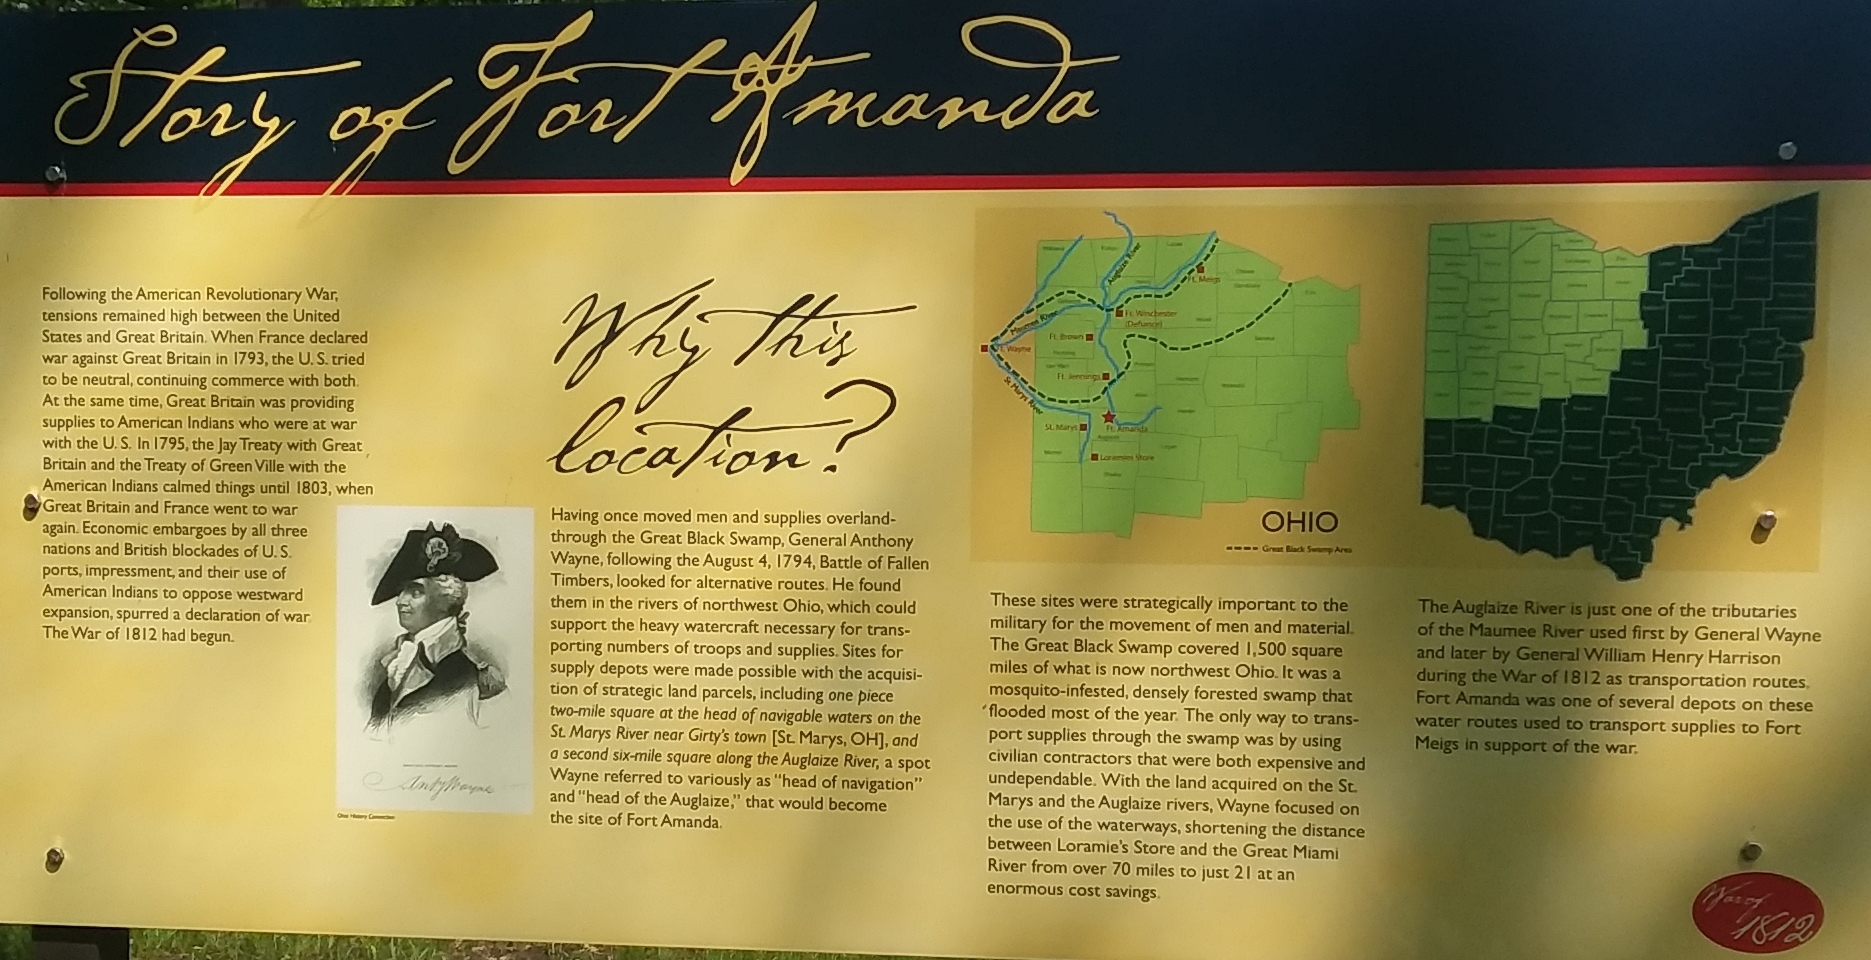 Story of Fort Amanda
Following the American Revolutionary War,
tensions remained high between the United
States and Great Britain. When France declared
war against Great Britain in 1793, the U.S. tried
to be neutral, continuing commerce with both.
At the same time, Great Britain was providing
supplies to American Indians who were at war
with the U. S. In 1795, the Jay Treaty with Great
Britain and the Treaty of Green Ville with the
American Indians calmed things until 1803, when
Great Britain and France went to war
again. Economic embargoes by all three
nations and British blockades of U. S.
ports, impressment, and their use of
American Indians to oppose westward
expansion, spurred a declaration of war.
The War of 1812 had begun.
Anty Wayne
Ohio History Connection
Why this
location?
Having once moved men and supplies overland-
through the Great Black Swamp, General Anthony
Wayne, following the August 4, 1794, Battle of Fallen
Timbers, looked for alternative routes. He found
them in the rivers of northwest Ohio, which could
support the heavy watercraft necessary for trans-
porting numbers of troops and supplies. Sites for
supply depots were made possible with the acquisi-
tion of strategic land parcels, including one piece
two-mile square at the head of navigable waters on the
St. Marys River near Girty's town [St. Marys, OH], and
a second six-mile square along the Auglaize River, a spot
Wayne referred to variously as "head of navigation"
and "head of the Auglaize," that would become
the site of Fort Amanda.
Auglaize River
Ft. Meigs
Maumee River
Ft. Winchester
(Defiance)
Ft. Brown
Ft. Wayne
Ft. Jennings
St. Marys River
St. Marys
Ft. Amanda
Loramies Store
OHIO
Great Black Swamp Area
These sites were strategically important to the
military for the movement of men and material.
The Great Black Swamp covered 1,500 square
miles of what is now northwest Ohio. It was a
mosquito-infested, densely forested swamp that
flooded most of the year. The only way to trans-
port supplies through the swamp was by using
civilian contractors that were both expensive and
undependable. With the land acquired on the St.
Marys and the Auglaize rivers, Wayne focused on
the use of the waterways, shortening the distance
between Loramie's Store and the Great Miami
River from over 70 miles to just 21 at an
enormous cost savings.
The Auglaize River is just one of the tributaries
of the Maumee River used first by General Wayne
and later by General William Henry Harrison
during the War of 1812 as transportation routes.
Fort Amanda was one of several depots on these
water routes used to transport supplies to Fort
Meigs in support of the war.
War of
1812